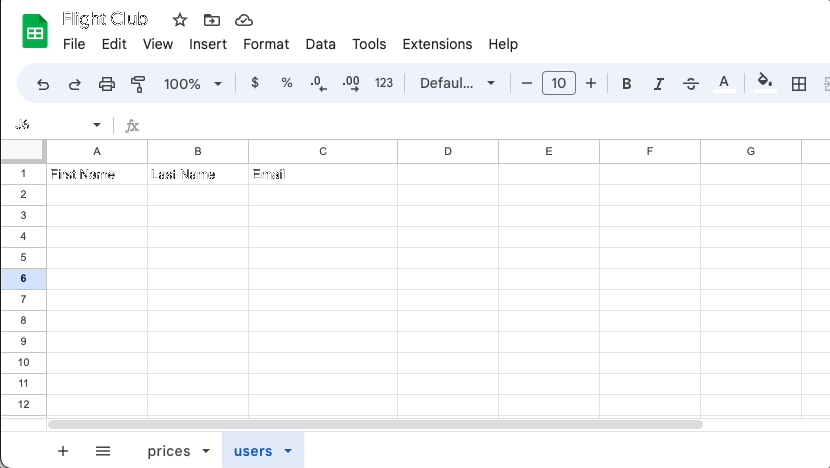 Flight Club
File Edit View Insert Format Data Tools Extensions Help
100% $ % .0 .00 123 Defaul... − 10 + B I S A
J6 fx
A B C D E F G
1 First Name Last Name Email
2
3
4
5
6
7
8
9
10
11
12
+ prices users